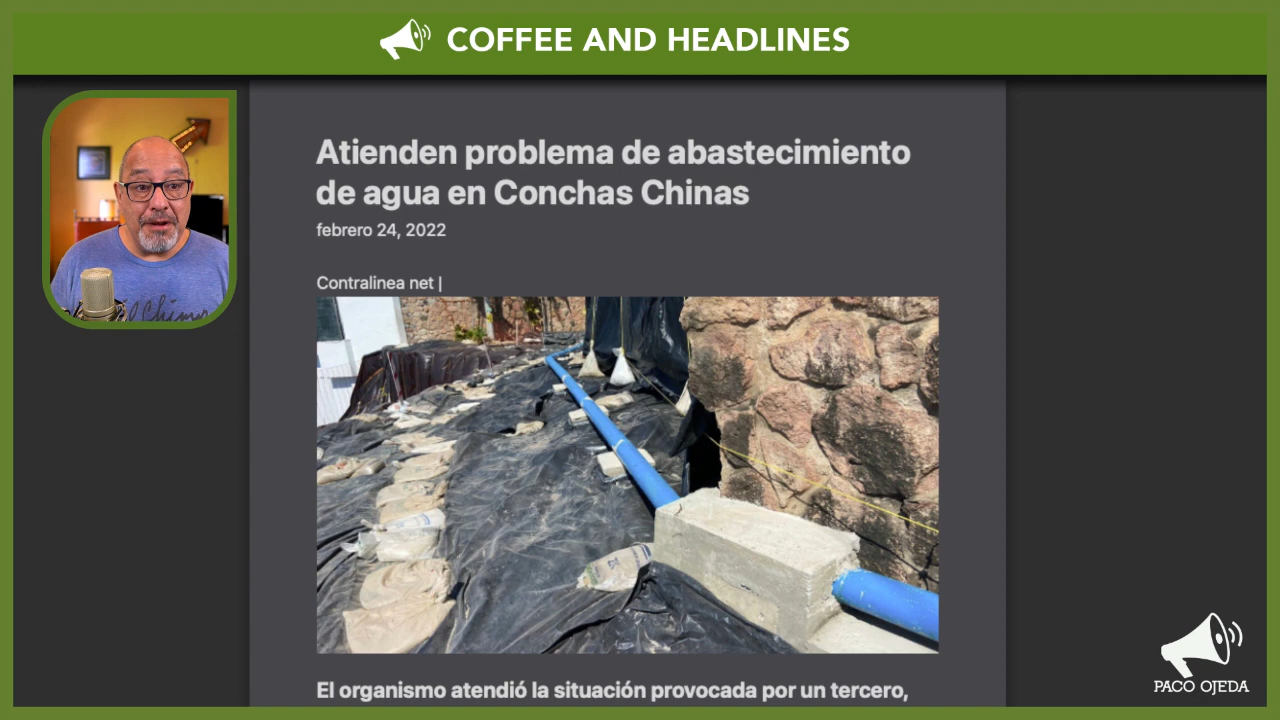 COFFEE AND HEADLINES
Atienden problema de abastecimiento
de agua en Conchas Chinas
febrero 24, 2022
Contralinea net |
El organismo atendió la situación provocada por un tercero,
PACO OJEDA